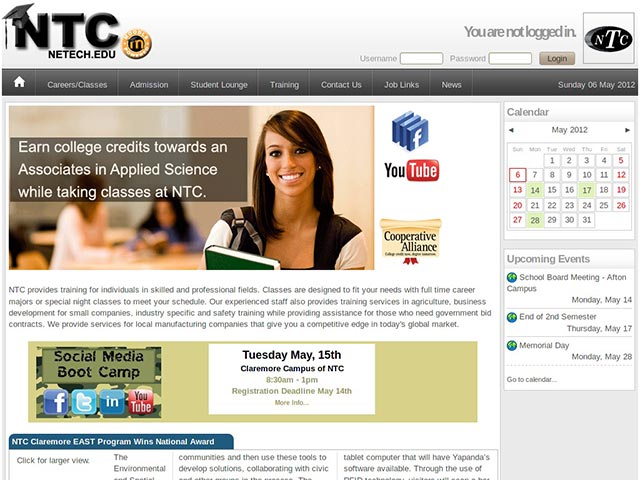 NTC
NETECH.EDU
You are not logged in.
Username Password Login
NTC
Careers/Classes Admission Student Lounge Training Contact Us Job Links News Sunday 06 May 2012
Earn college credits towards an
Associates in Applied Science
while taking classes at NTC.
YouTube
Cooperative
Alliance
College credit now, degree tomorrow.
NTC provides training for individuals in skilled and professional fields. Classes are designed to fit your needs with full time career
majors or special night classes to meet your schedule. Our experienced staff also provides training services in agriculture, business
development for small companies, industry specific and safety training while providing assistance for those who need government bid
contracts. We provide services for local manufacturing companies that give you a competitive edge in today's global market.
Social Media
Boot Camp
f t in You Tube
Tuesday May, 15th
Claremore Campus of NTC
8:30am - 1pm
Registration Deadline May 14th
More Info...
NTC Claremore EAST Program Wins National Award
Click for larger view.
The
Environmental
and Spatial
communities and then use these tools to
develop solutions, collaborating with civic
and other groups in the process. The
tablet computer that will have Yapanda's
software available. Through the use of
RFID technology, visitors will scan a bar
Calendar
◄ May 2012 ►
Sun Mon Tue Wed Thu Fri Sat
1 2 3 4 5
6 7 8 9 10 11 12
13 14 15 16 17 18 19
20 21 22 23 24 25 26
27 28 29 30 31
Upcoming Events
School Board Meeting - Afton
Campus
Monday, May 14
End of 2nd Semester
Thursday, May 17
Memorial Day
Monday, May 28
Go to calendar...